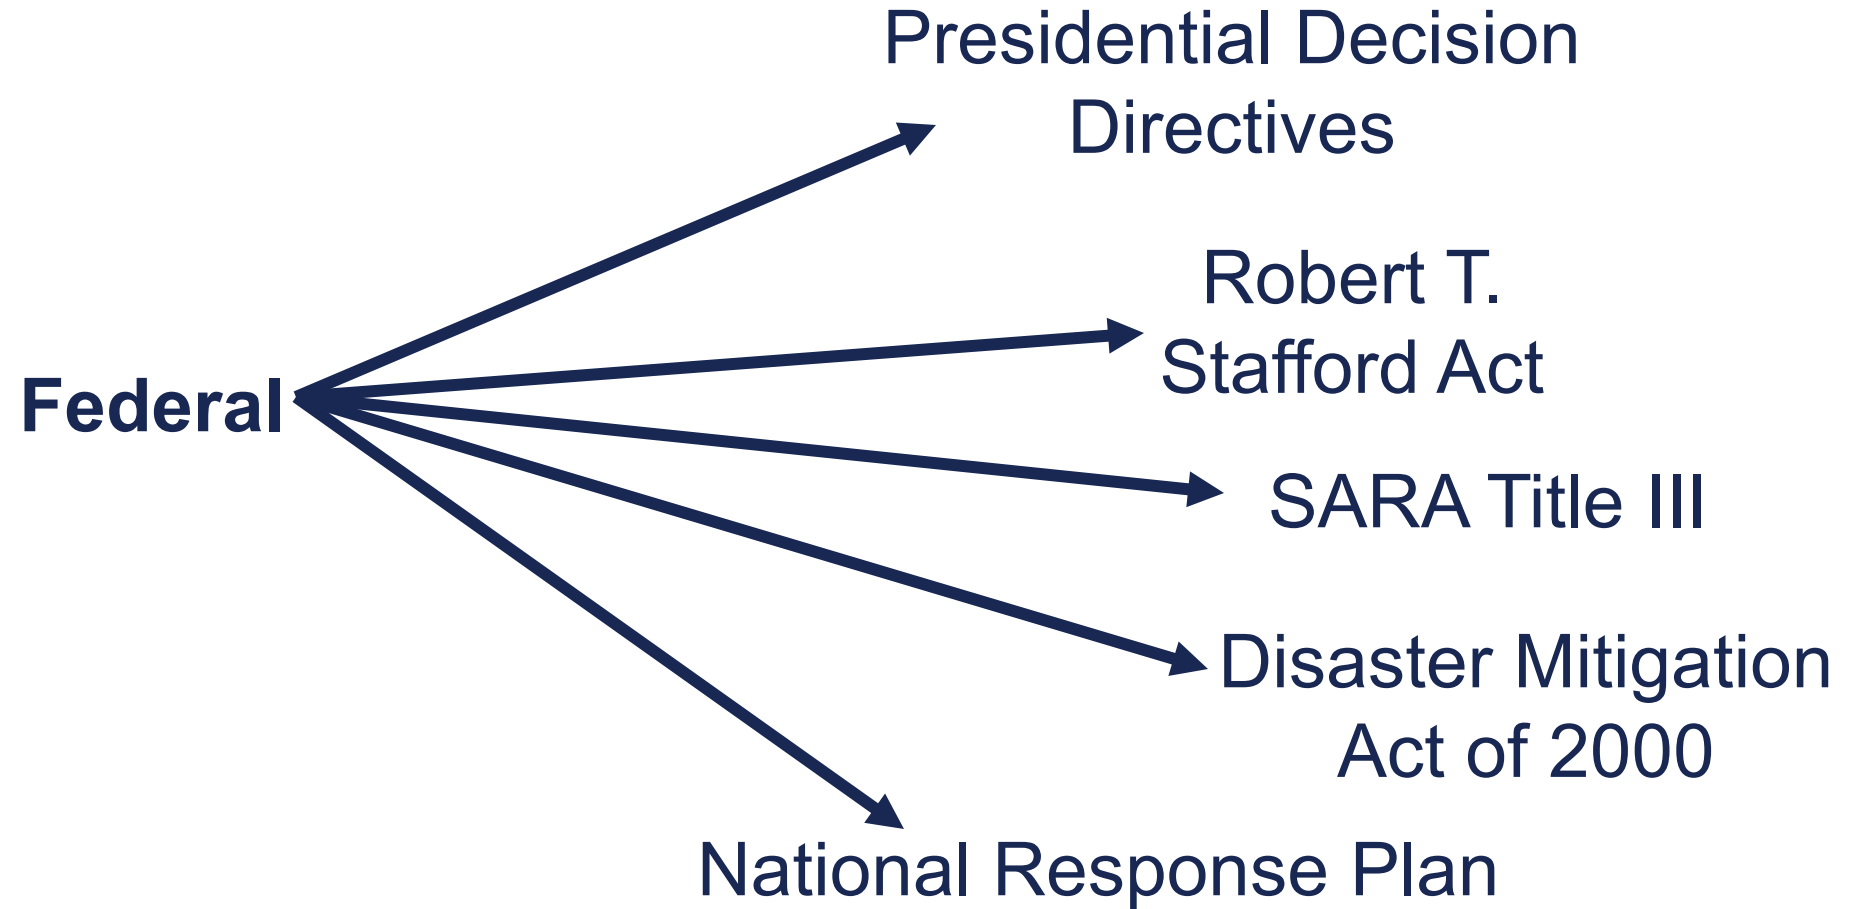 Presidential Decision
Directives
Robert T.
Stafford Act
Federal
SARA Title III
Disaster Mitigation
Act of 2000
National Response Plan